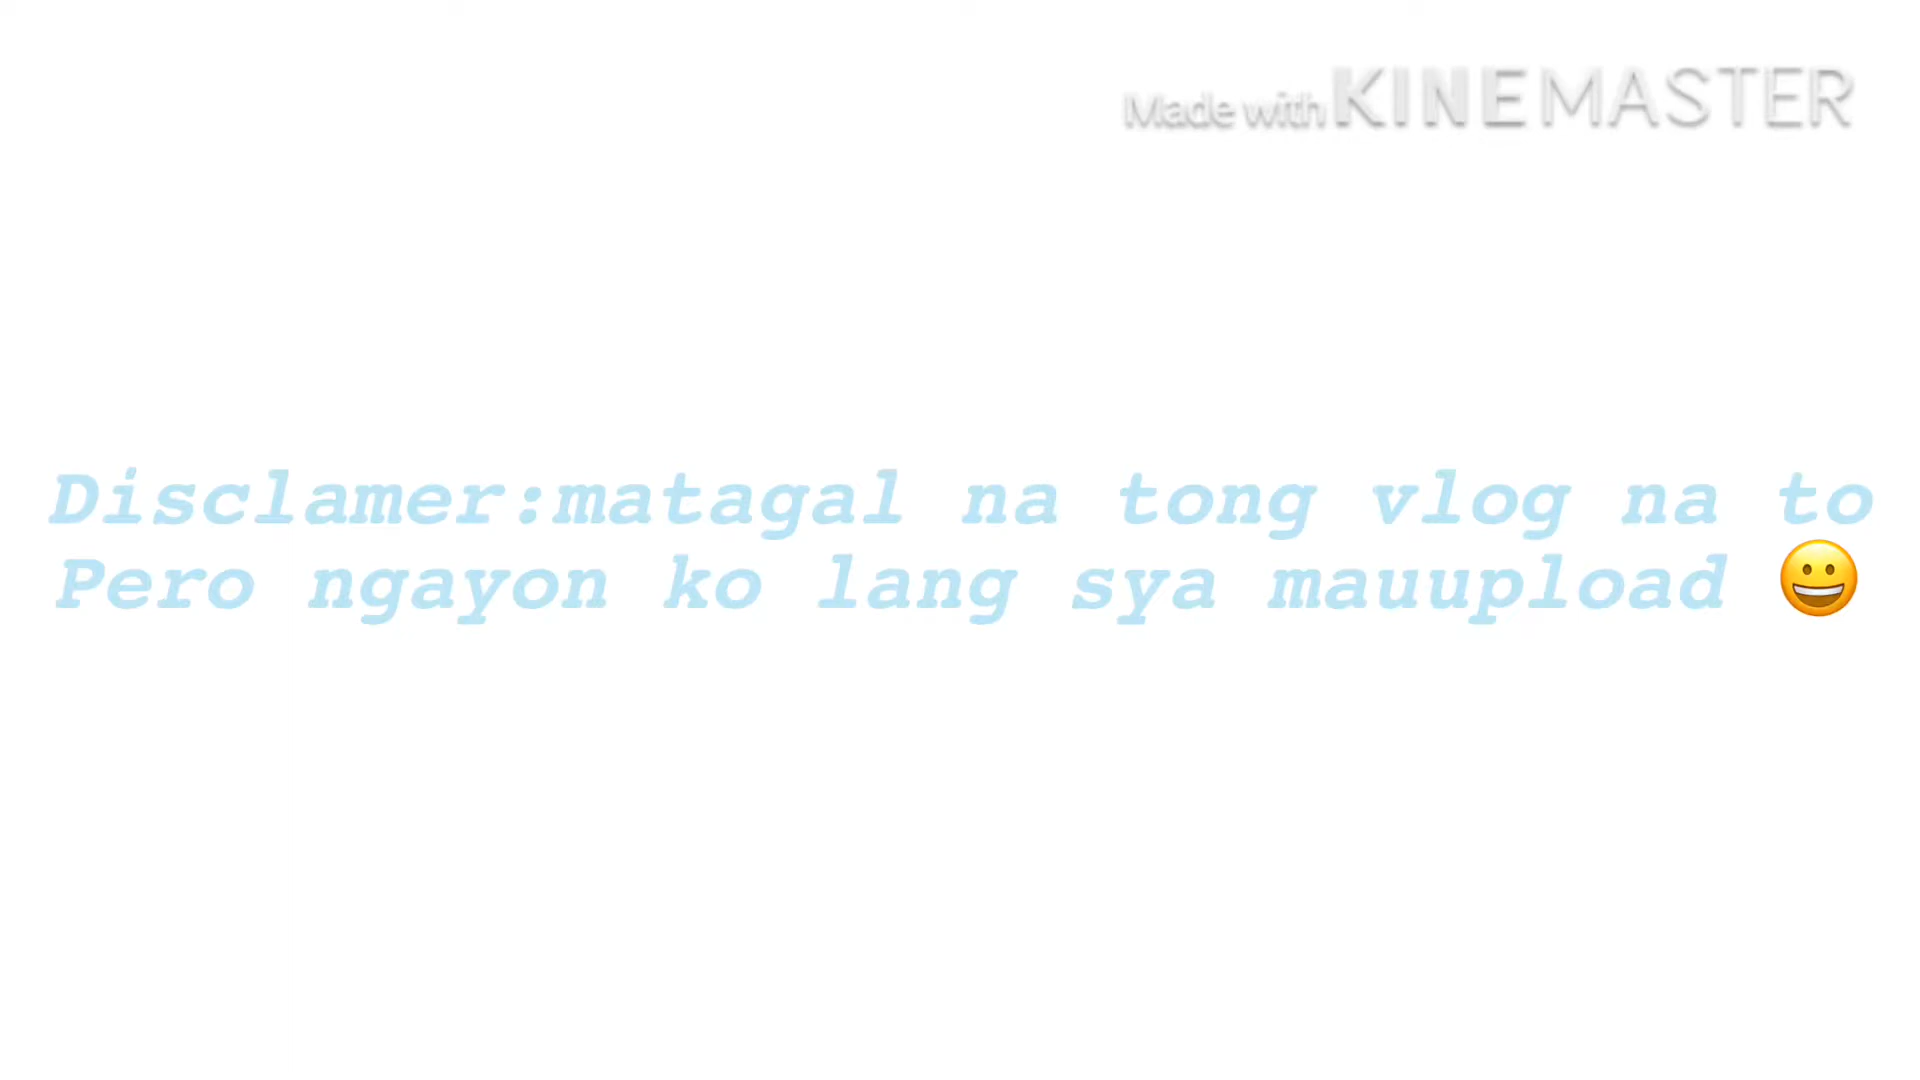 Made with KINEMASTER
Disclamer:matagal na tong vlog na to
Pero ngayon ko lang sya mauupload 😀